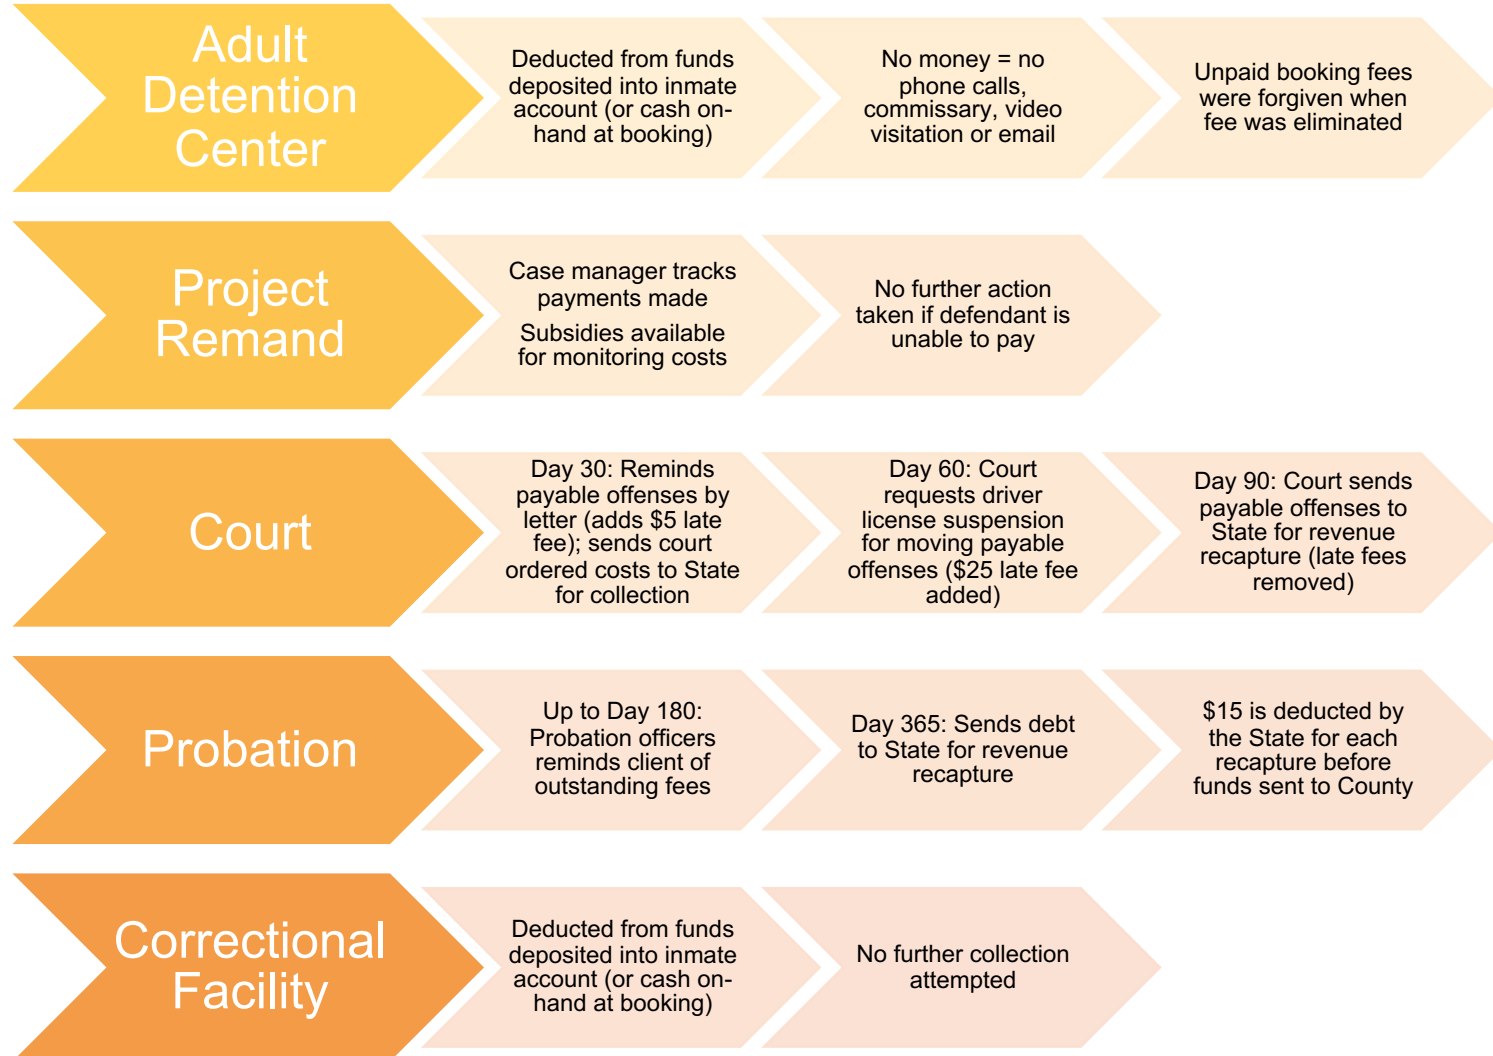 Adult
Detention
Center
Deducted from funds
deposited into inmate
account (or cash on-
hand at booking)
No money = no
phone calls,
commissary, video
visitation or email
Unpaid booking fees
were forgiven when
fee was eliminated
Project
Remand
Case manager tracks
payments made
Subsidies available
for monitoring costs
No further action
taken if defendant is
unable to pay
Court
Day 30: Reminds
payable offenses by
letter (adds $5 late
fee); sends court
ordered costs to State
for collection
Day 60: Court
requests driver
license suspension
for moving payable
offenses ($25 late fee
added)
Day 90: Court sends
payable offenses to
State for revenue
recapture (late fees
removed)
Probation
Up to Day 180:
Probation officers
reminds client of
outstanding fees
Day 365: Sends debt
to State for revenue
recapture
$15 is deducted by
the State for each
recapture before
funds sent to County
Correctional
Facility
Deducted from funds
deposited into inmate
account (or cash on-
hand at booking)
No further collection
attempted